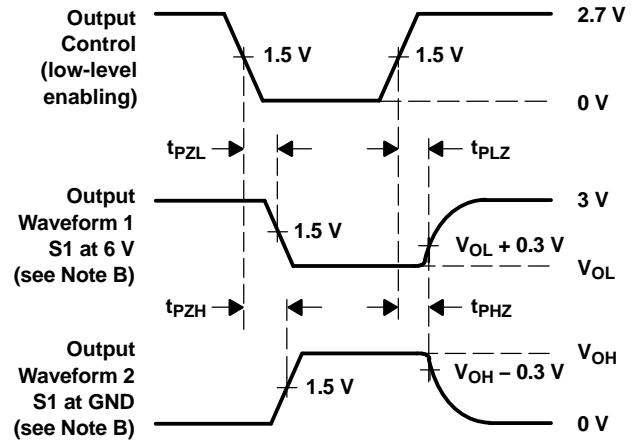 Output
Control
(low-level
enabling)
1.5 V
1.5 V
2.7 V
0 V
tPZL
tPLZ
Output
Waveform 1
S1 at 6 V
(see Note B)
1.5 V
3 V
VOL + 0.3 V
VOL
tPZH
tPHZ
Output
Waveform 2
S1 at GND
(see Note B)
1.5 V
VOH
VOH – 0.3 V
0 V